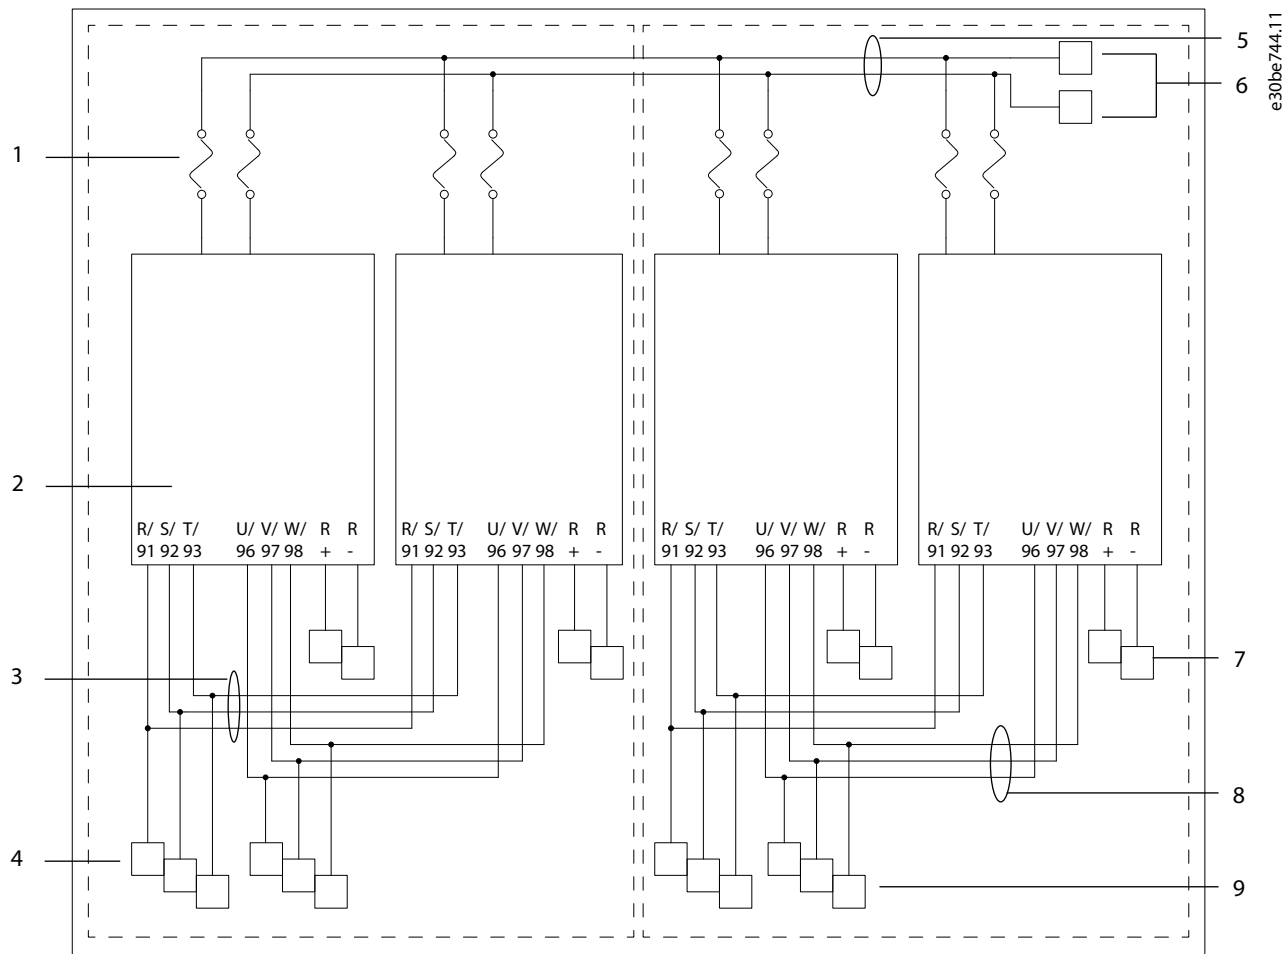 5
e30be744.11
6
1
2
R/ S/ T/ U/ V/ W/ R R
91 92 93 96 97 98 + -
R/ S/ T/ U/ V/ W/ R R
91 92 93 96 97 98 + -
R/ S/ T/ U/ V/ W/ R R
91 92 93 96 97 98 + -
R/ S/ T/ U/ V/ W/ R R
91 92 93 96 97 98 + -
3
7
8
4
9